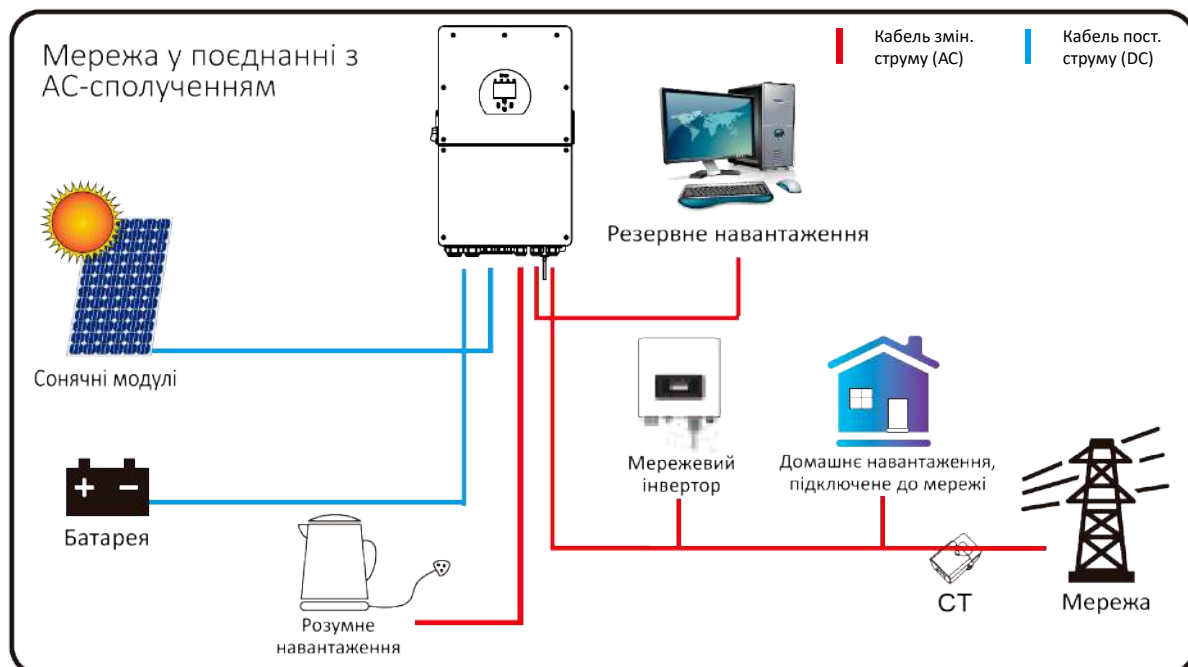 Мережа у поєднанні з
АС-сполученням
Кабель змін.
струму (AC)
Кабель пост.
струму (DC)
Резервне навантаження
Сонячні модулі
Мережевий
інвертор
Домашнє навантаження,
підключене до мережі
Батарея
Розумне
навантаження
CT
Мережа